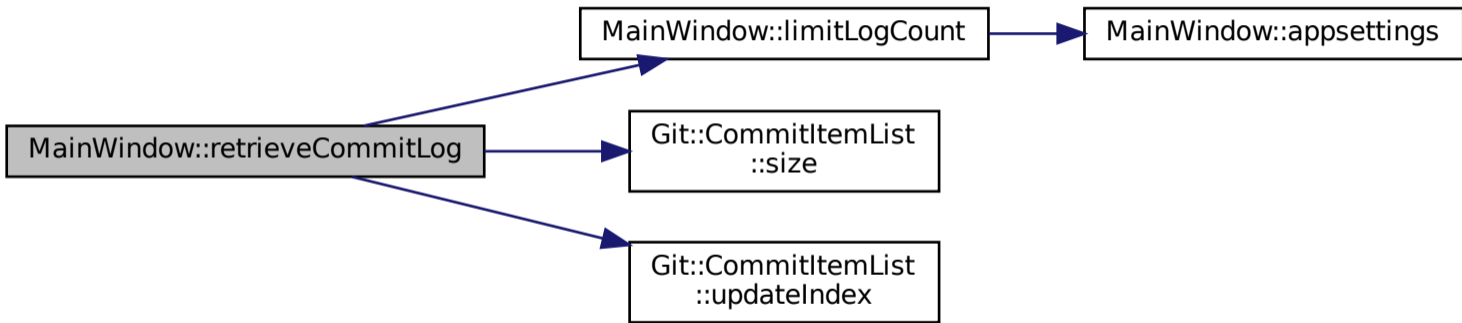 MainWindow::limitLogCount
MainWindow::appsettings
MainWindow::retrieveCommitLog
Git::CommitItemList
::size
Git::CommitItemList
::updateIndex